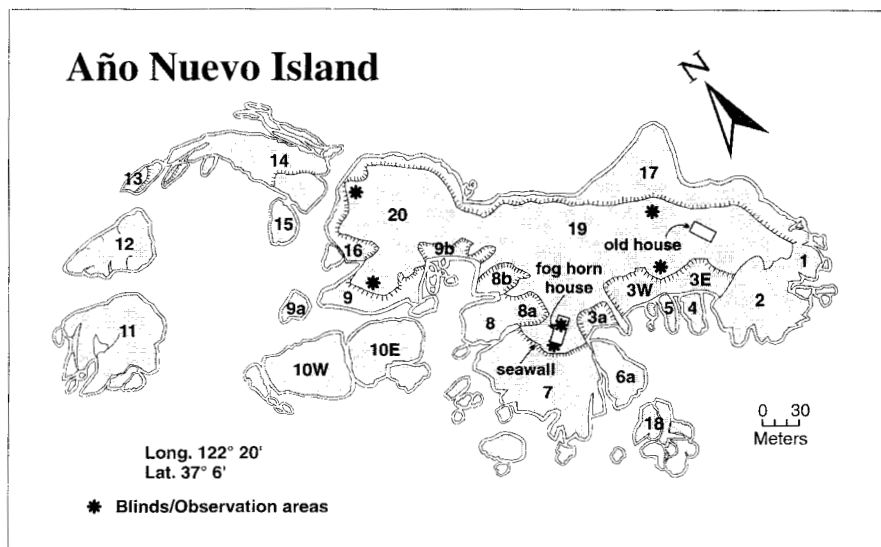 Año Nuevo Island
N
13
14
17
15
20
19
12
16
9b
old house
1
8b
fog horn
house
3W
3E
2
9
9a
8
8a
3a
5
4
11
10W
10E
seawall
7
6a
18
0 30
Meters
Long. 122° 20'
Lat. 37° 6'
Blinds/Observation areas